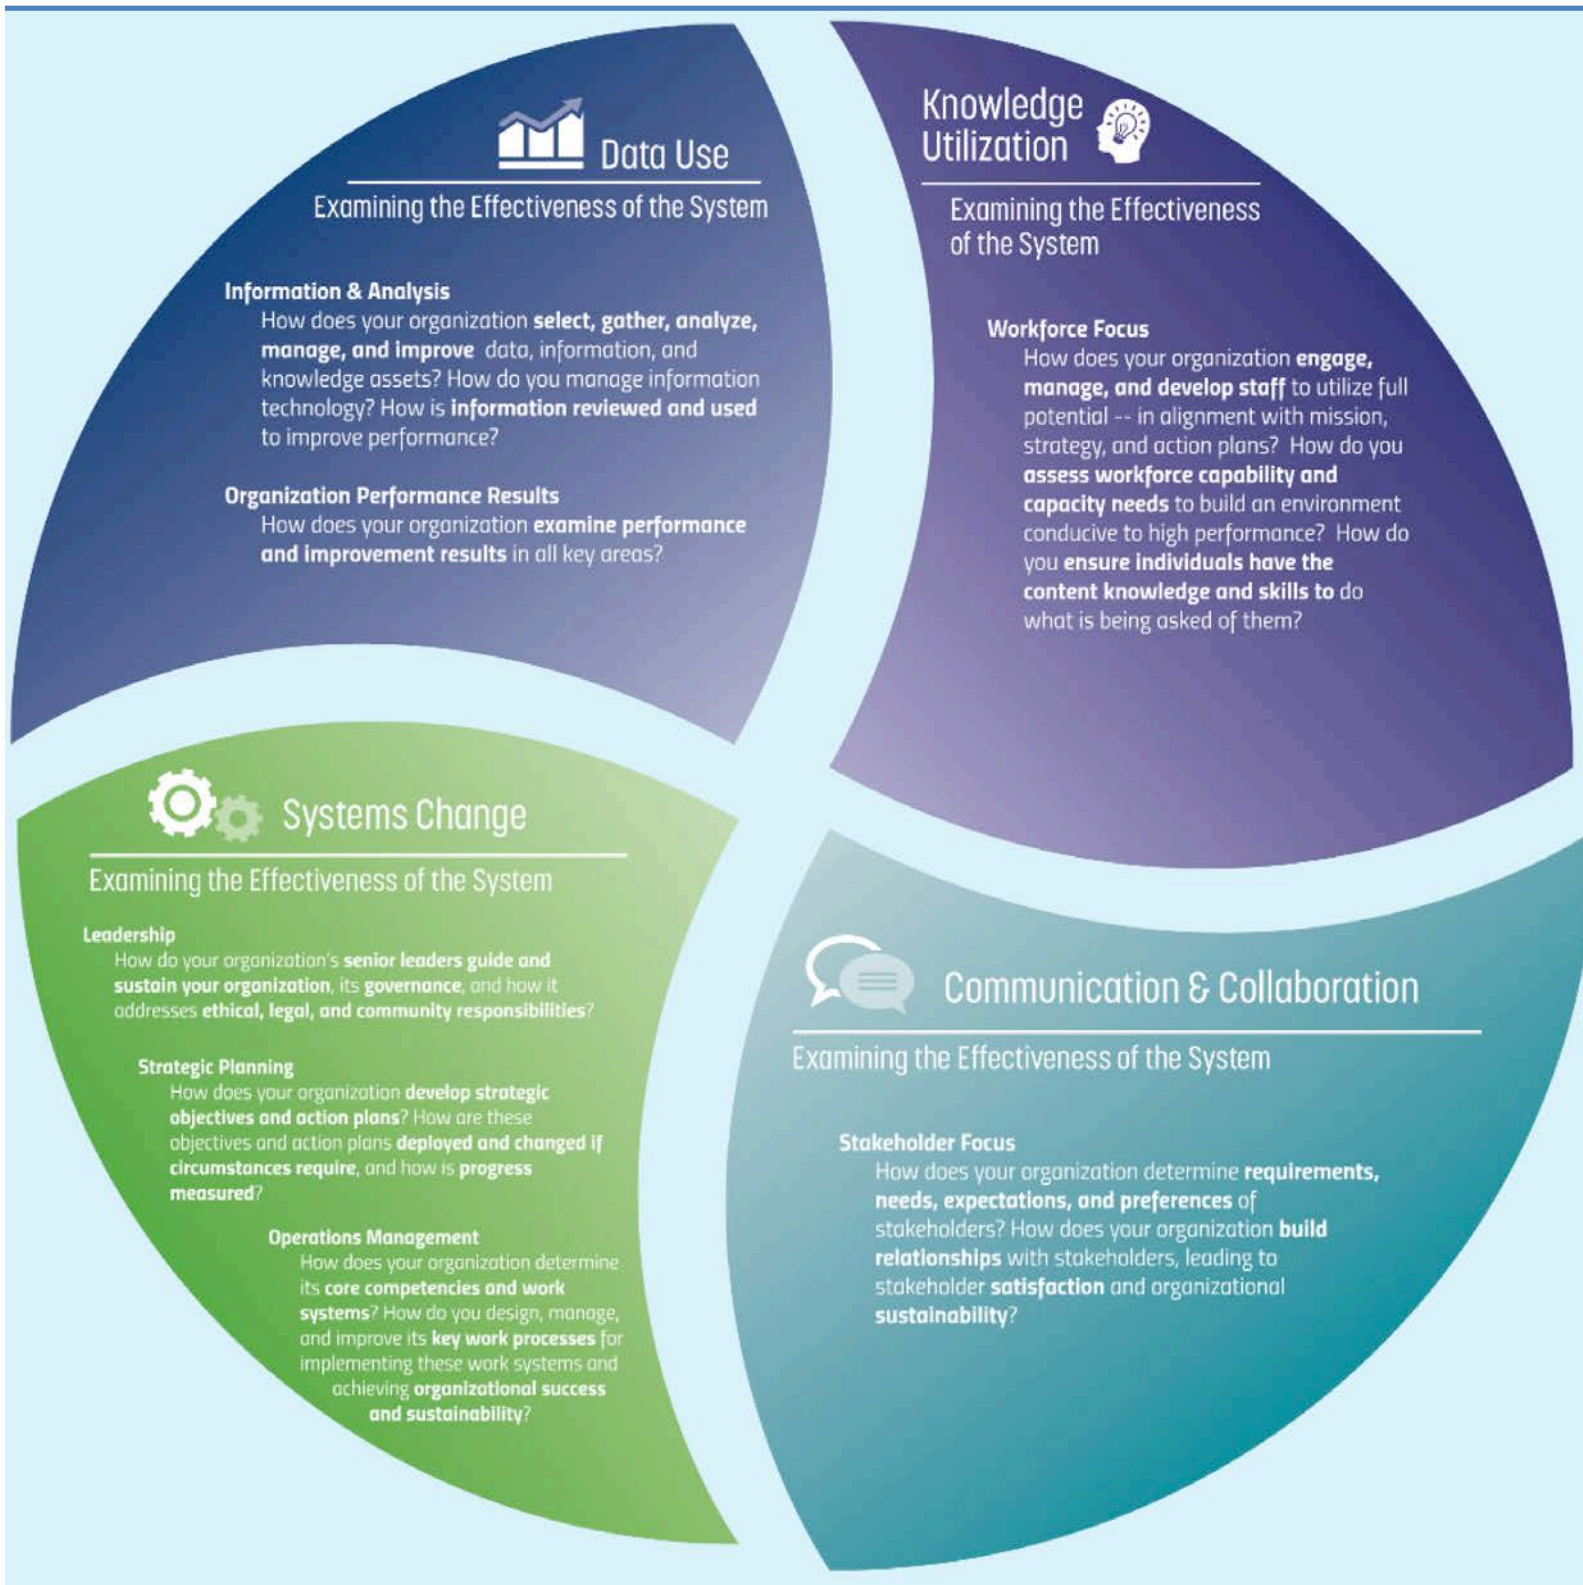 Data Use
Examining the Effectiveness of the System
Information & Analysis
How does your organization select, gather, analyze,
manage, and improve data, information, and
knowledge assets? How do you manage information
technology? How is information reviewed and used
to improve performance?
Organization Performance Results
How does your organization examine performance
and improvement results in all key areas?
Knowledge
Utilization
Examining the Effectiveness
of the System
Workforce Focus
How does your organization engage,
manage, and develop staff to utilize full
potential -- in alignment with mission,
strategy, and action plans? How do you
assess workforce capability and
capacity needs to build an environment
conducive to high performance? How do
you ensure individuals have the
content knowledge and skills to do
what is being asked of them?
Systems Change
Examining the Effectiveness of the System
Leadership
How do your organization's senior leaders guide and
sustain your organization, its governance, and how it
addresses ethical, legal, and community responsibilities?
Strategic Planning
How does your organization develop strategic
objectives and action plans? How are these
objectives and action plans deployed and changed if
circumstances require, and how is progress
measured?
Operations Management
How does your organization determine
its core competencies and work
systems? How do you design, manage,
and improve its key work processes for
implementing these work systems and
achieving organizational success
and sustainability?
Communication & Collaboration
Examining the Effectiveness of the System
Stakeholder Focus
How does your organization determine requirements,
needs, expectations, and preferences of
stakeholders? How does your organization build
relationships with stakeholders, leading to
stakeholder satisfaction and organizational
sustainability?